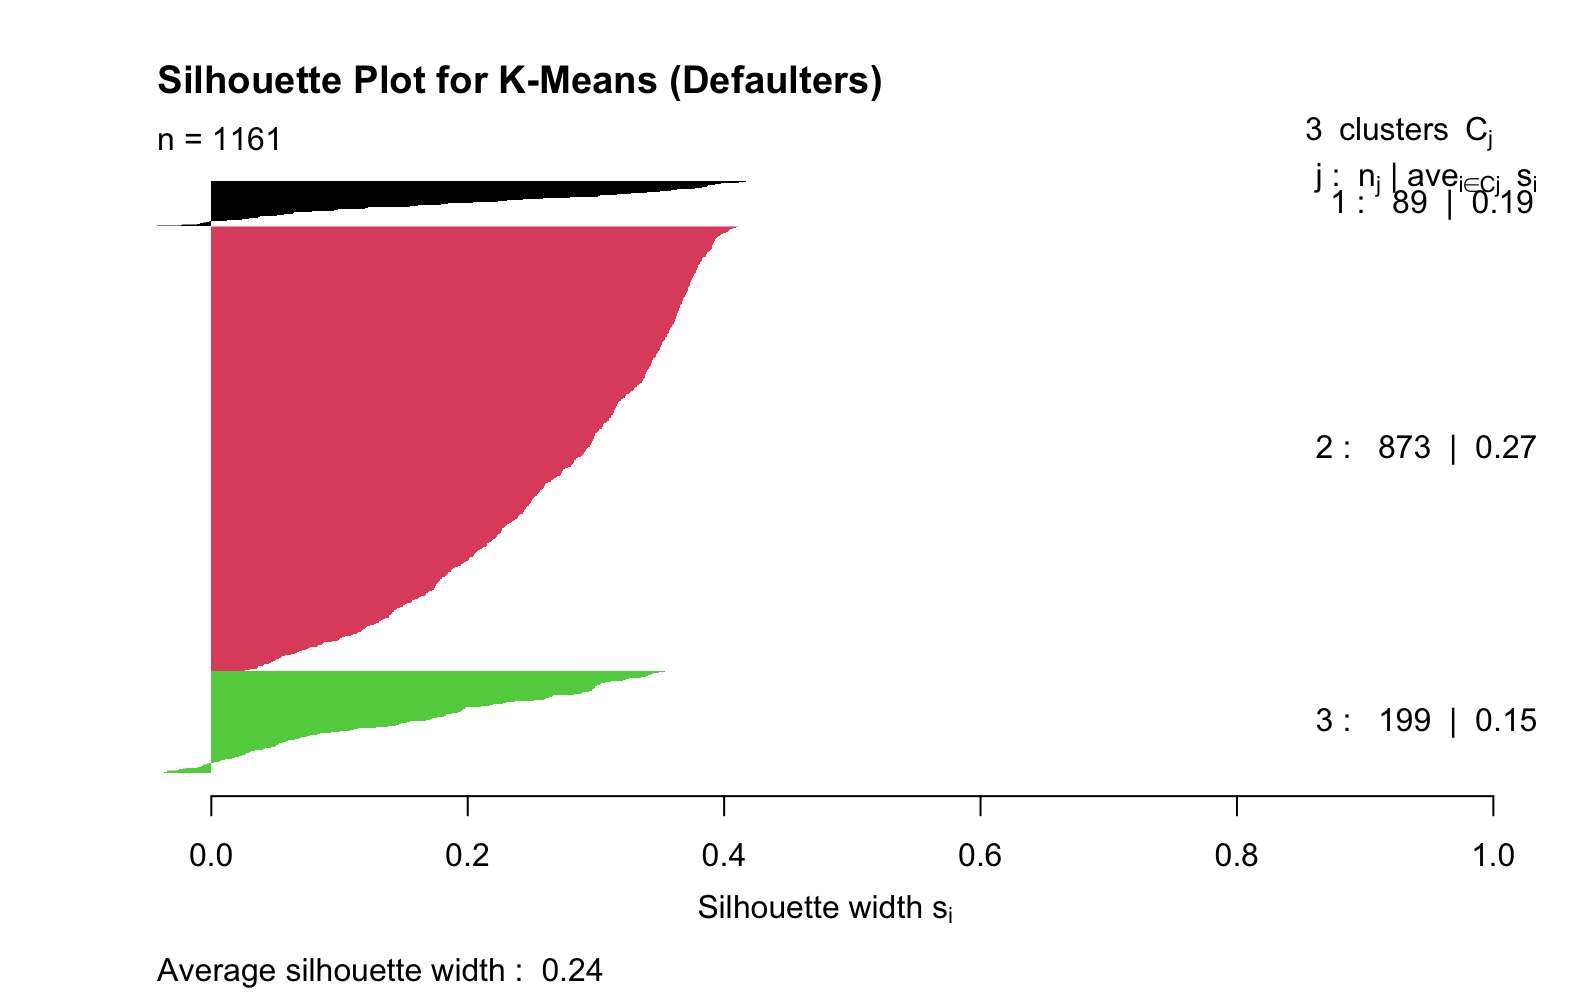 Silhouette Plot for K-Means (Defaulters)
n = 1161
3 clusters Cj
j : nj | avei∈Cj si
1 : 89 | 0.19
2 : 873 | 0.27
3 : 199 | 0.15
0.0 0.2 0.4 0.6 0.8 1.0
Silhouette width si
Average silhouette width : 0.24